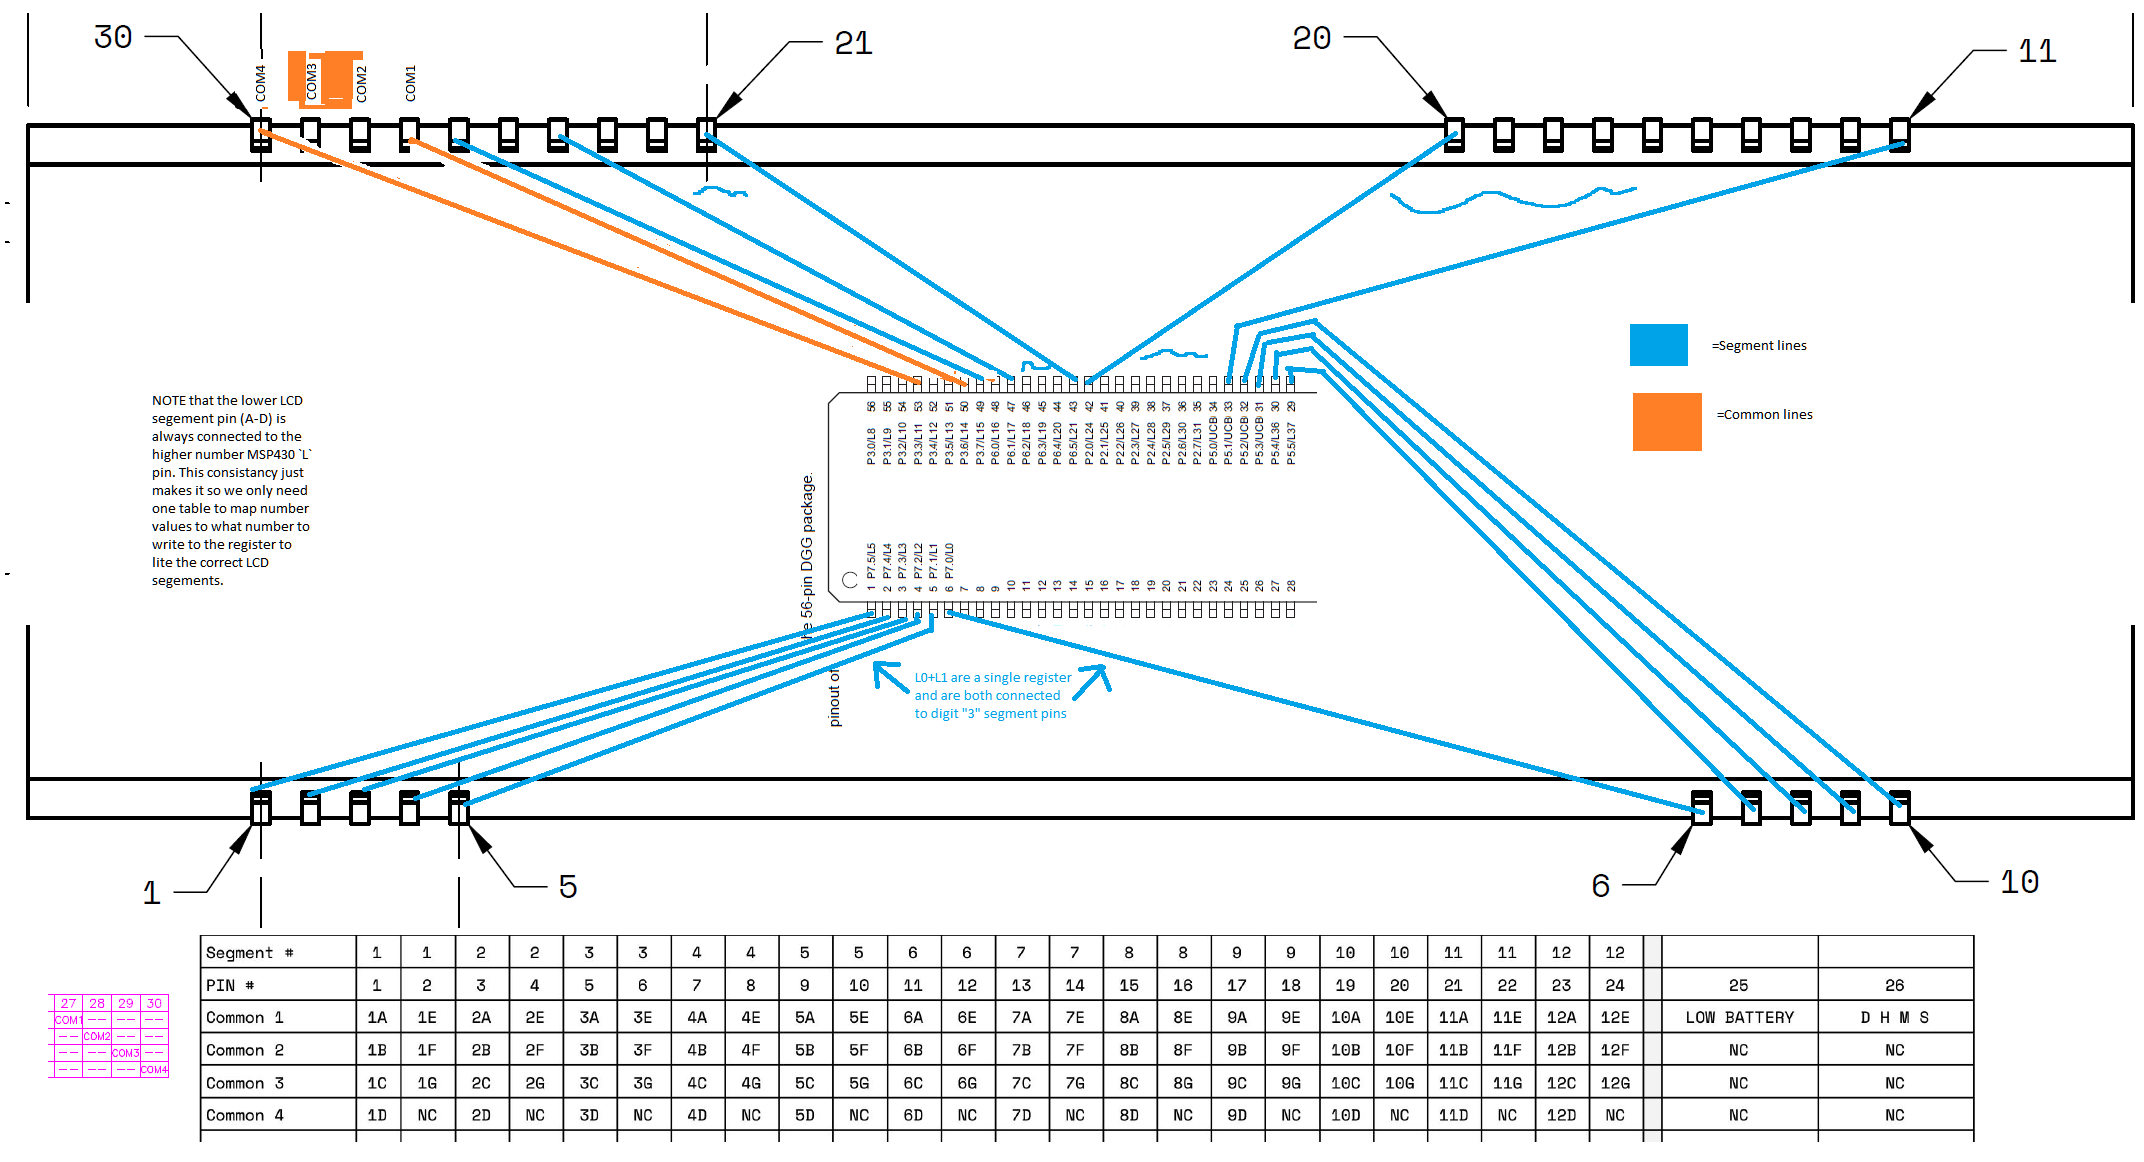 30
21
20
11
COM4
COM3
COM2
COM1
=Segment lines
=Common lines
NOTE that the lower LCD
segement pin (A-D) is
always connected to the
higher number MSP430 `L`
pin. This consistancy just
makes it so we only need
one table to map number
values to what number to
write to the register to
lite the correct LCD
segements.
56 55 54 53 52 51 50 49 48 47 46 45 44 43 42 41 40 39 38 37 36 35 34 33 32 31 30 29
P3.0/L8
P3.1/L9
P3.2/L10
P3.3/L11
P3.4/L12
P3.5/L13
P3.6/L14
P3.7/L15
P6.0/L16
P6.1/L17
P6.2/L18
P6.3/L19
P6.4/L20
P6.5/L21
P2.0/L24
P2.1/L25
P2.2/L26
P2.3/L27
P2.4/L28
P2.5/L29
P2.6/L30
P2.7/L31
P5.0/UCB
P5.1/UCB
P5.2/UCB
P5.3/UCB
P5.4/L36
P5.5/L37
he 56-pin DGG package.
pinout of
P7.5/L5
P7.4/L4
P7.3/L3
P7.2/L2
P7.1/L1
P7.0/L0
1 2 3 4 5 6 7 8 9 10 11 12 13 14 15 16 17 18 19 20 21 22 23 24 25 26 27 28
L0+L1 are a single register
and are both connected
to digit "3" segment pins
1
5
6
10
Segment # 1 1 2 2 3 3 4 4 5 5 6 6 7 7 8 8 9 9 10 10 11 11 12 12
PIN # 1 2 3 4 5 6 7 8 9 10 11 12 13 14 15 16 17 18 19 20 21 22 23 24 25 26
Common 1 1A 1E 2A 2E 3A 3E 4A 4E 5A 5E 6A 6E 7A 7E 8A 8E 9A 9E 10A 10E 11A 11E 12A 12E LOW BATTERY D H M S
Common 2 1B 1F 2B 2F 3B 3F 4B 4F 5B 5F 6B 6F 7B 7F 8B 8F 9B 9F 10B 10F 11B 11F 12B 12F NC NC
Common 3 1C 1G 2C 2G 3C 3G 4C 4G 5C 5G 6C 6G 7C 7G 8C 8G 9C 9G 10C 10G 11C 11G 12C 12G NC NC
Common 4 1D NC 2D NC 3D NC 4D NC 5D NC 6D NC 7D NC 8D NC 9D NC 10D NC 11D NC 12D NC NC NC
27 28 29 30
COM1 -- -- --
-- COM2 -- --
-- -- COM3 --
-- -- -- COM4